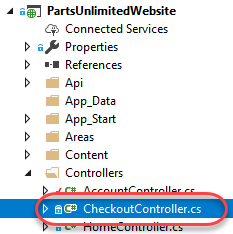 PartsUnlimitedWebsite
Connected Services
Properties
References
Api
App_Data
App_Start
Areas
Content
Controllers
AccountController.cs
CheckoutController.cs
HomeController.cs